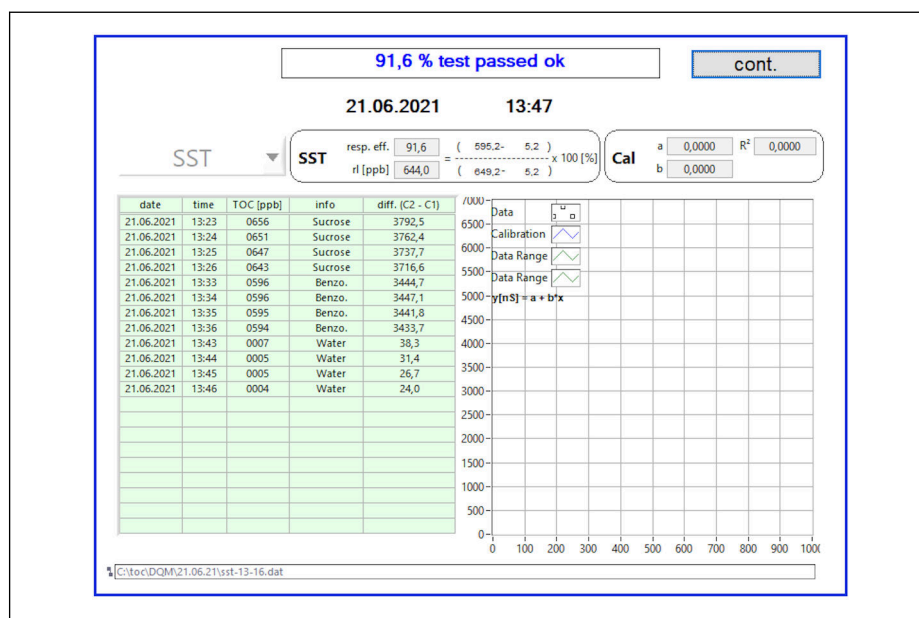 91,6 % test passed ok
cont.
21.06.2021 13:47
SST
SST
resp. eff. 91,6
rl [ppb] 644,0
= ( 595,2- 5,2 )
---------------- x 100 [%]
( 649,2- 5,2 )
Cal
a 0,0000 R² 0,0000
b 0,0000
date time TOC [ppb] info diff. (C2 - C1)
21.06.2021 13:23 0656 Sucrose 3792,5
21.06.2021 13:24 0651 Sucrose 3762,4
21.06.2021 13:25 0647 Sucrose 3737,7
21.06.2021 13:26 0643 Sucrose 3716,6
21.06.2021 13:33 0596 Benzo. 3444,7
21.06.2021 13:34 0596 Benzo. 3447,1
21.06.2021 13:35 0595 Benzo. 3441,8
21.06.2021 13:36 0594 Benzo. 3433,7
21.06.2021 13:43 0007 Water 38,3
21.06.2021 13:44 0005 Water 31,4
21.06.2021 13:45 0005 Water 26,7
21.06.2021 13:46 0004 Water 24,0
7000
6500
6000
5500
5000
4500
4000
3500
3000
2500
2000
1500
1000
500
0
Data
Calibration
Data Range
Data Range
y[nS] = a + b*x
0 100 200 300 400 500 600 700 800 900 1000
C:\toc\DQM\21.06.21\sst-13-16.dat